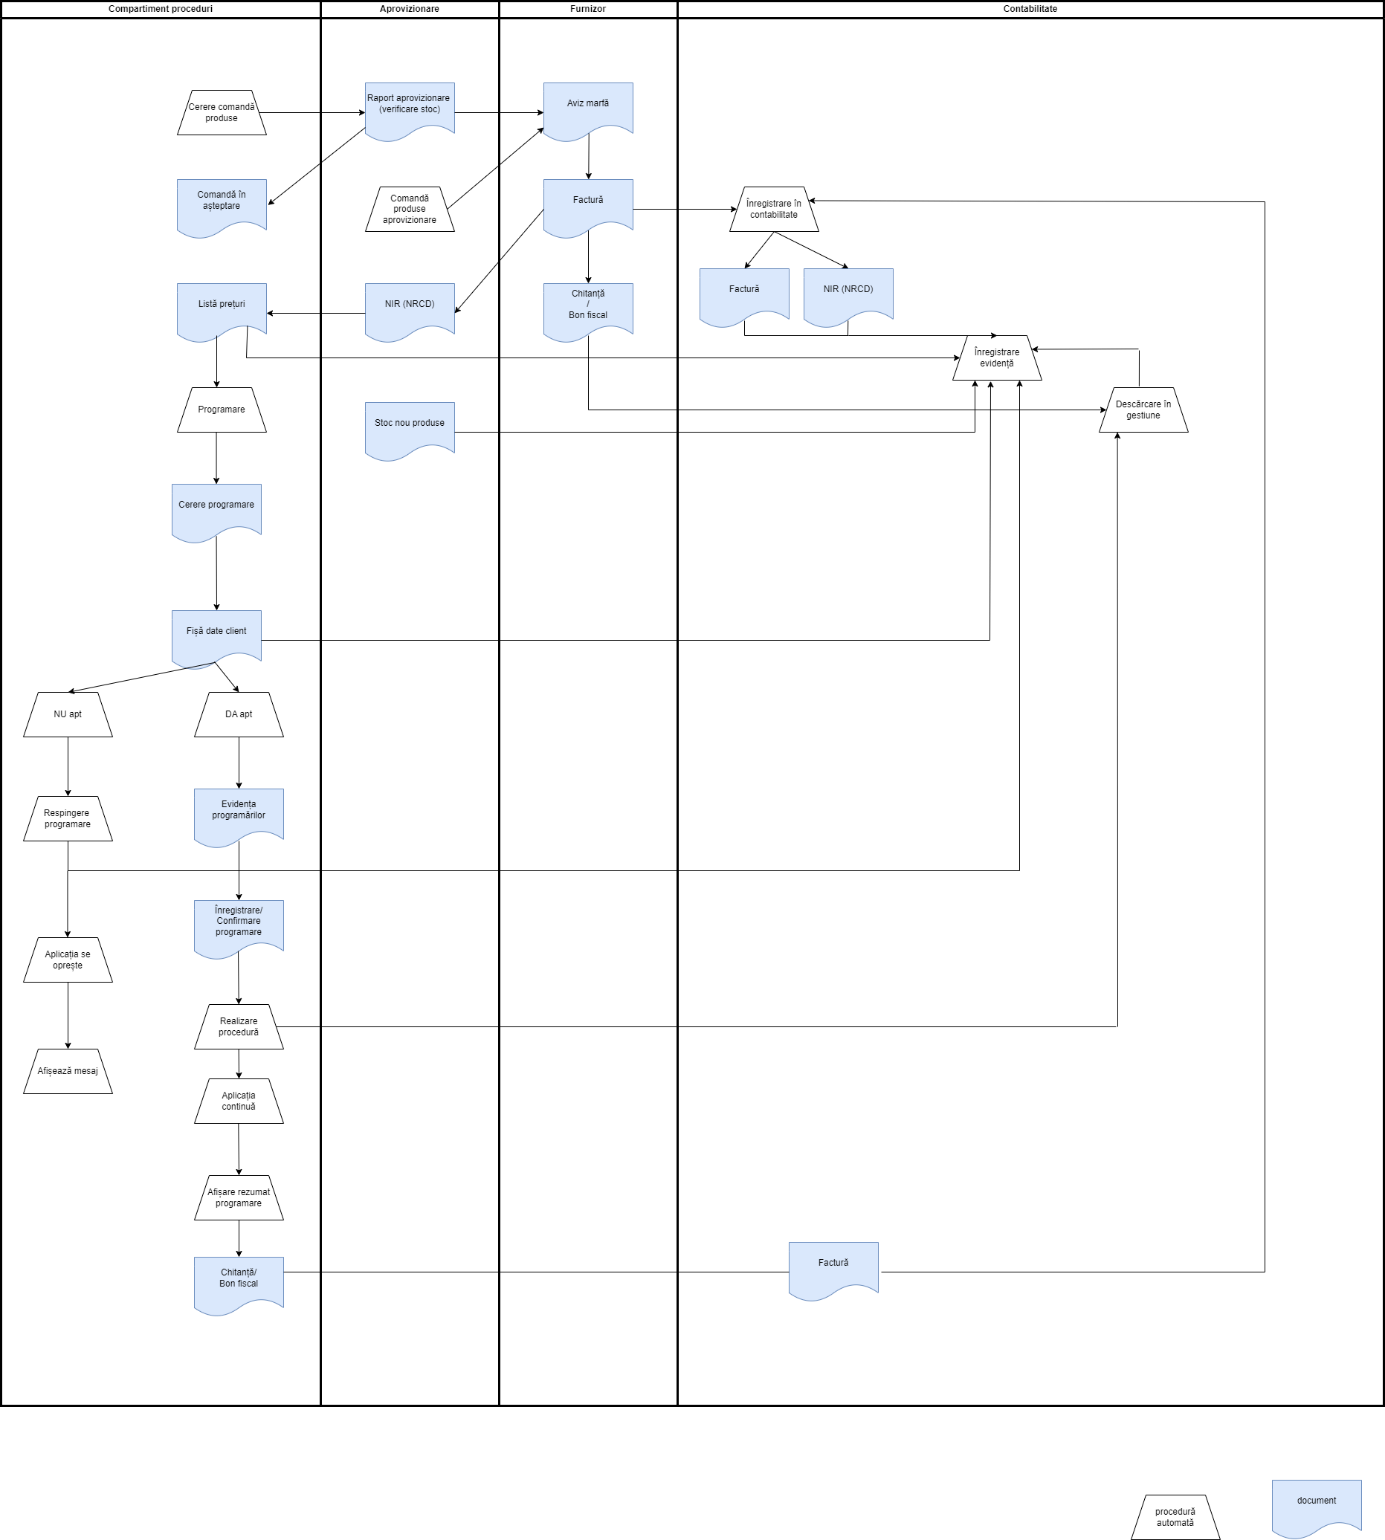 Compartiment proceduri
Aprovizionare
Furnizor
Contabilitate
Cerere comandă
produse
Raport aprovizionare
(verificare stoc)
Aviz marfă
Comandă în
așteptare
Comandă
produse
aprovizionare
Factură
Înregistrare în
contabilitate
Listă prețuri
NIR (NRCD)
Chitanță
/
Bon fiscal
Factură
NIR (NRCD)
Înregistrare
evidență
Programare
Stoc nou produse
Descărcare în
gestiune
Cerere programare
Fișă date client
NU apt
DA apt
Respingere
programare
Evidența
programărilor
Înregistrare/
Confirmare
programare
Aplicația se
oprește
Realizare
procedură
Afișează mesaj
Aplicația
continuă
Afișare rezumat
programare
Chitanță/
Bon fiscal
Factură
procedură
automată
document